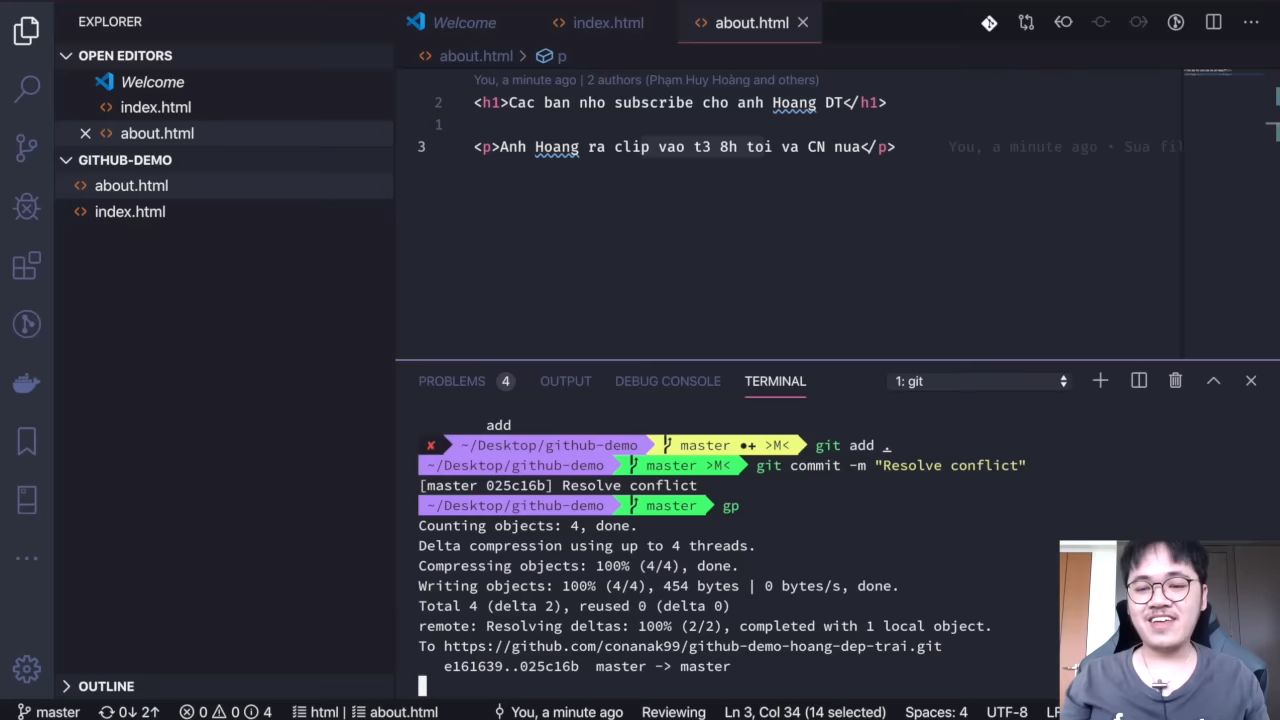 EXPLORER
OPEN EDITORS
Welcome
index.html
about.html
GITHUB-DEMO
about.html
index.html
OUTLINE
Welcome
index.html
about.html
about.html > p
You, a minute ago | 2 authors (Phạm Huy Hoàng and others)
2 <h1>Cac ban nho subscribe cho anh Hoang DT</h1>
1
3 <p>Anh Hoang ra clip vao t3 8h toi va CN nua</p> You, a minute ago • Sua fil
PROBLEMS 4 OUTPUT DEBUG CONSOLE TERMINAL 1: git
add
✘ ~/Desktop/github-demo master ●+ >M< git add .
~/Desktop/github-demo master >M< git commit -m "Resolve conflict"
[master 025c16b] Resolve conflict
~/Desktop/github-demo master gp
Counting objects: 4, done.
Delta compression using up to 4 threads.
Compressing objects: 100% (4/4), done.
Writing objects: 100% (4/4), 454 bytes | 0 bytes/s, done.
Total 4 (delta 2), reused 0 (delta 0)
remote: Resolving deltas: 100% (2/2), completed with 1 local object.
To https://github.com/conanak99/github-demo-hoang-dep-trai.git
e161639..025c16b master -> master
master 0↓ 2↑ 0 0 4 html | about.html You, a minute ago Reviewing Ln 3, Col 34 (14 selected) Spaces: 4 UTF-8 LF